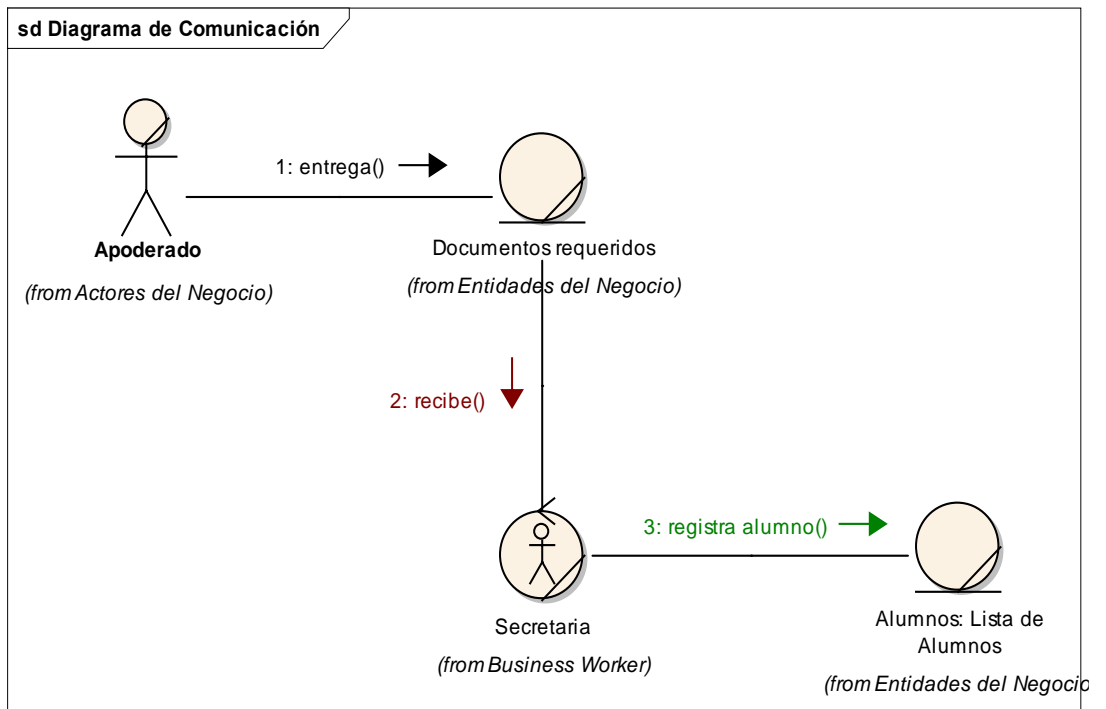 sd Diagrama de Comunicación
1: entrega()
Apoderado
(from Actores del Negocio)
Documentos requeridos
(from Entidades del Negocio)
2: recibe()
3: registra alumno()
Secretaria
(from Business Worker)
Alumnos: Lista de
Alumnos
(from Entidades del Negocio